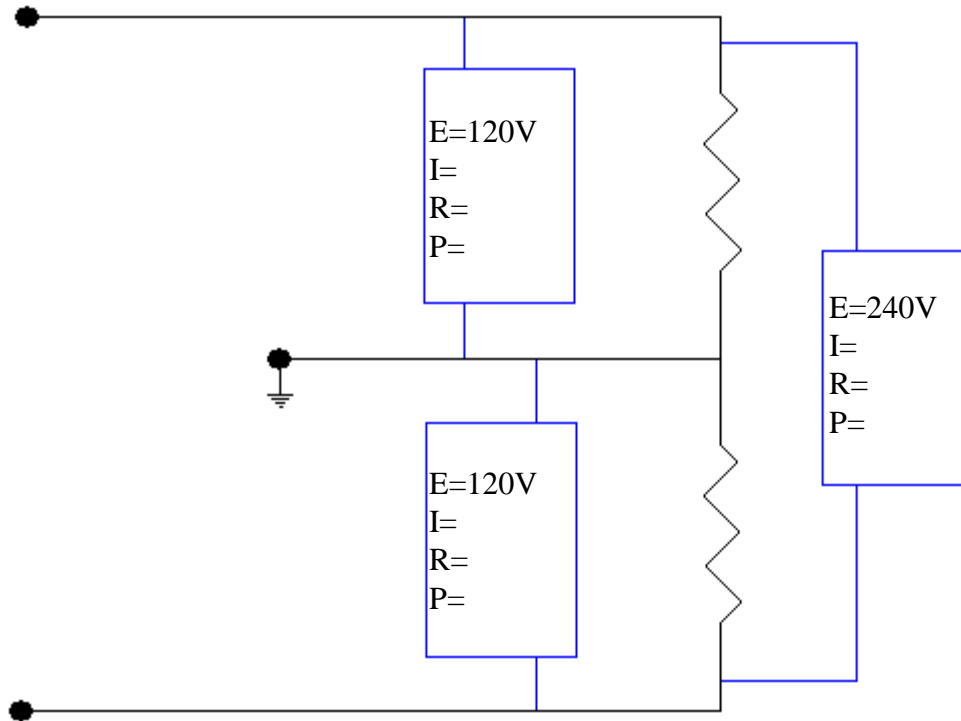 E=120V
I=
R=
P=
E=240V
I=
R=
P=
E=120V
I=
R=
P=